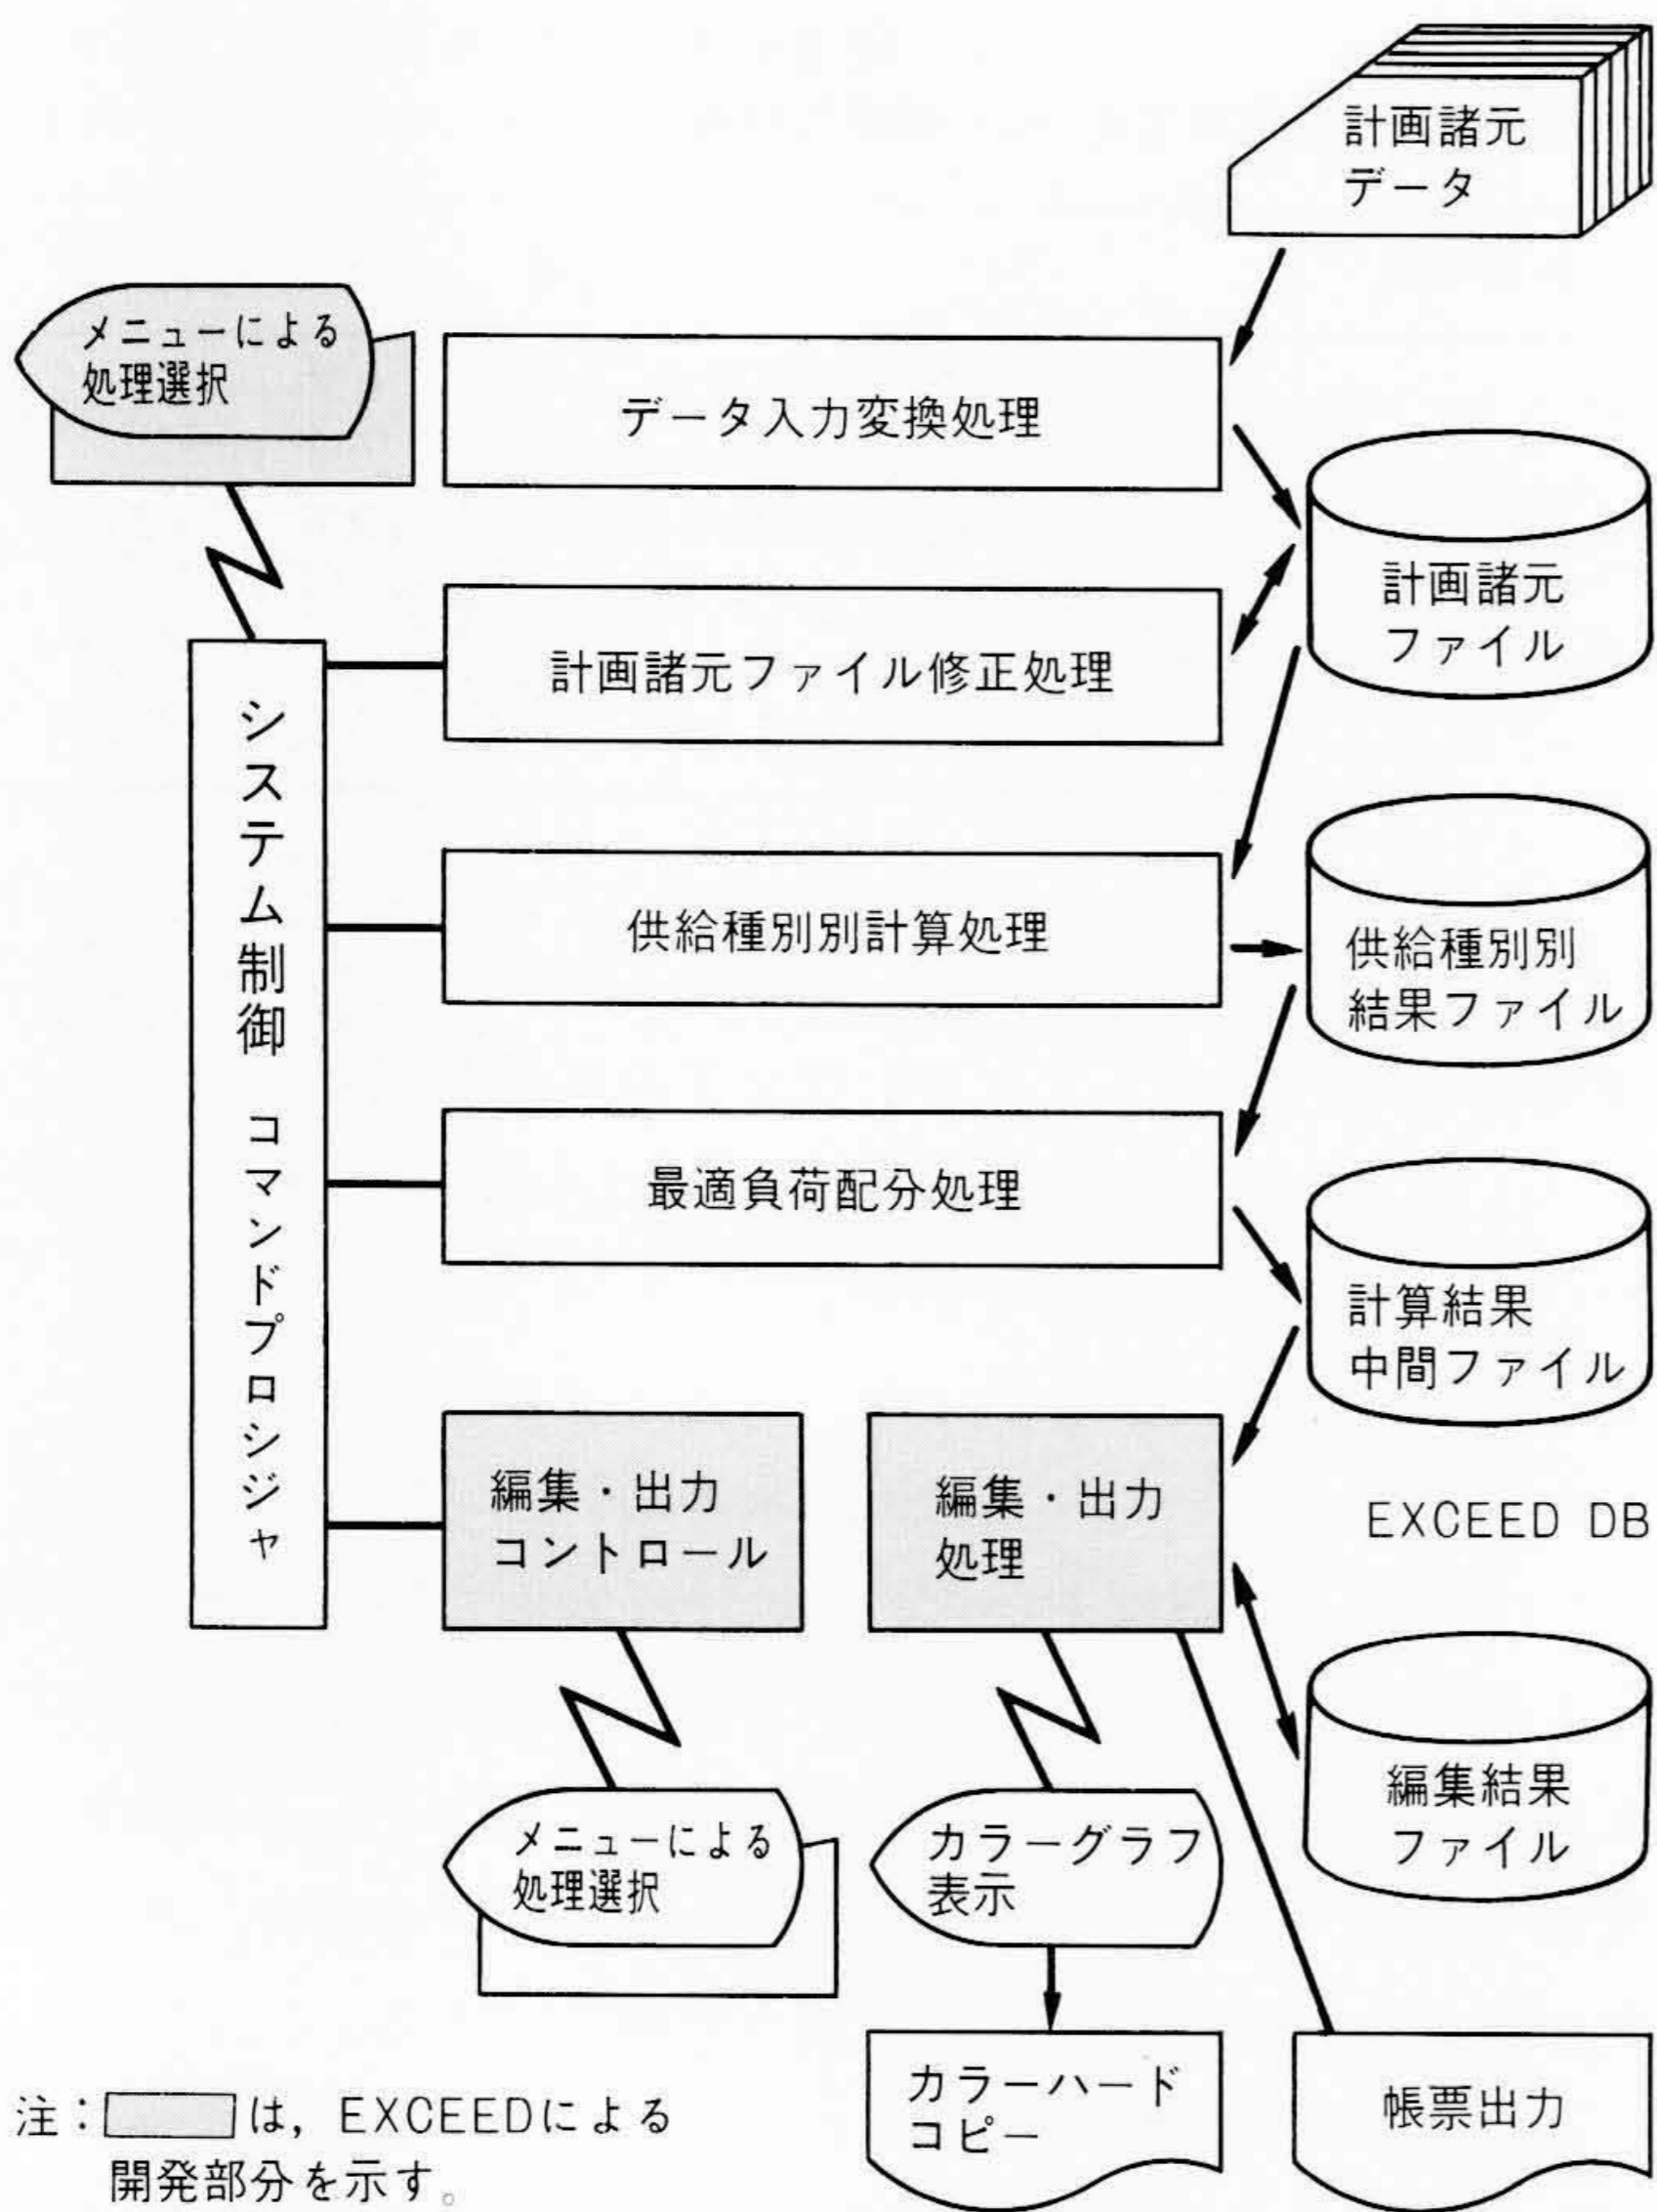 計画諸元
データ
メニューによる
処理選択
データ入力変換処理
計画諸元
ファイル
計画諸元ファイル修正処理
システム制御 コマンドプロシジャ
供給種別別計算処理
供給種別別
結果ファイル
最適負荷配分処理
計算結果
中間ファイル
編集・出力
コントロール
編集・出力
処理
EXCEED DB
編集結果
ファイル
メニューによる
処理選択
カラーグラフ
表示
カラーハード
コピー
帳票出力
注:は,EXCEEDによる
開発部分を示す。